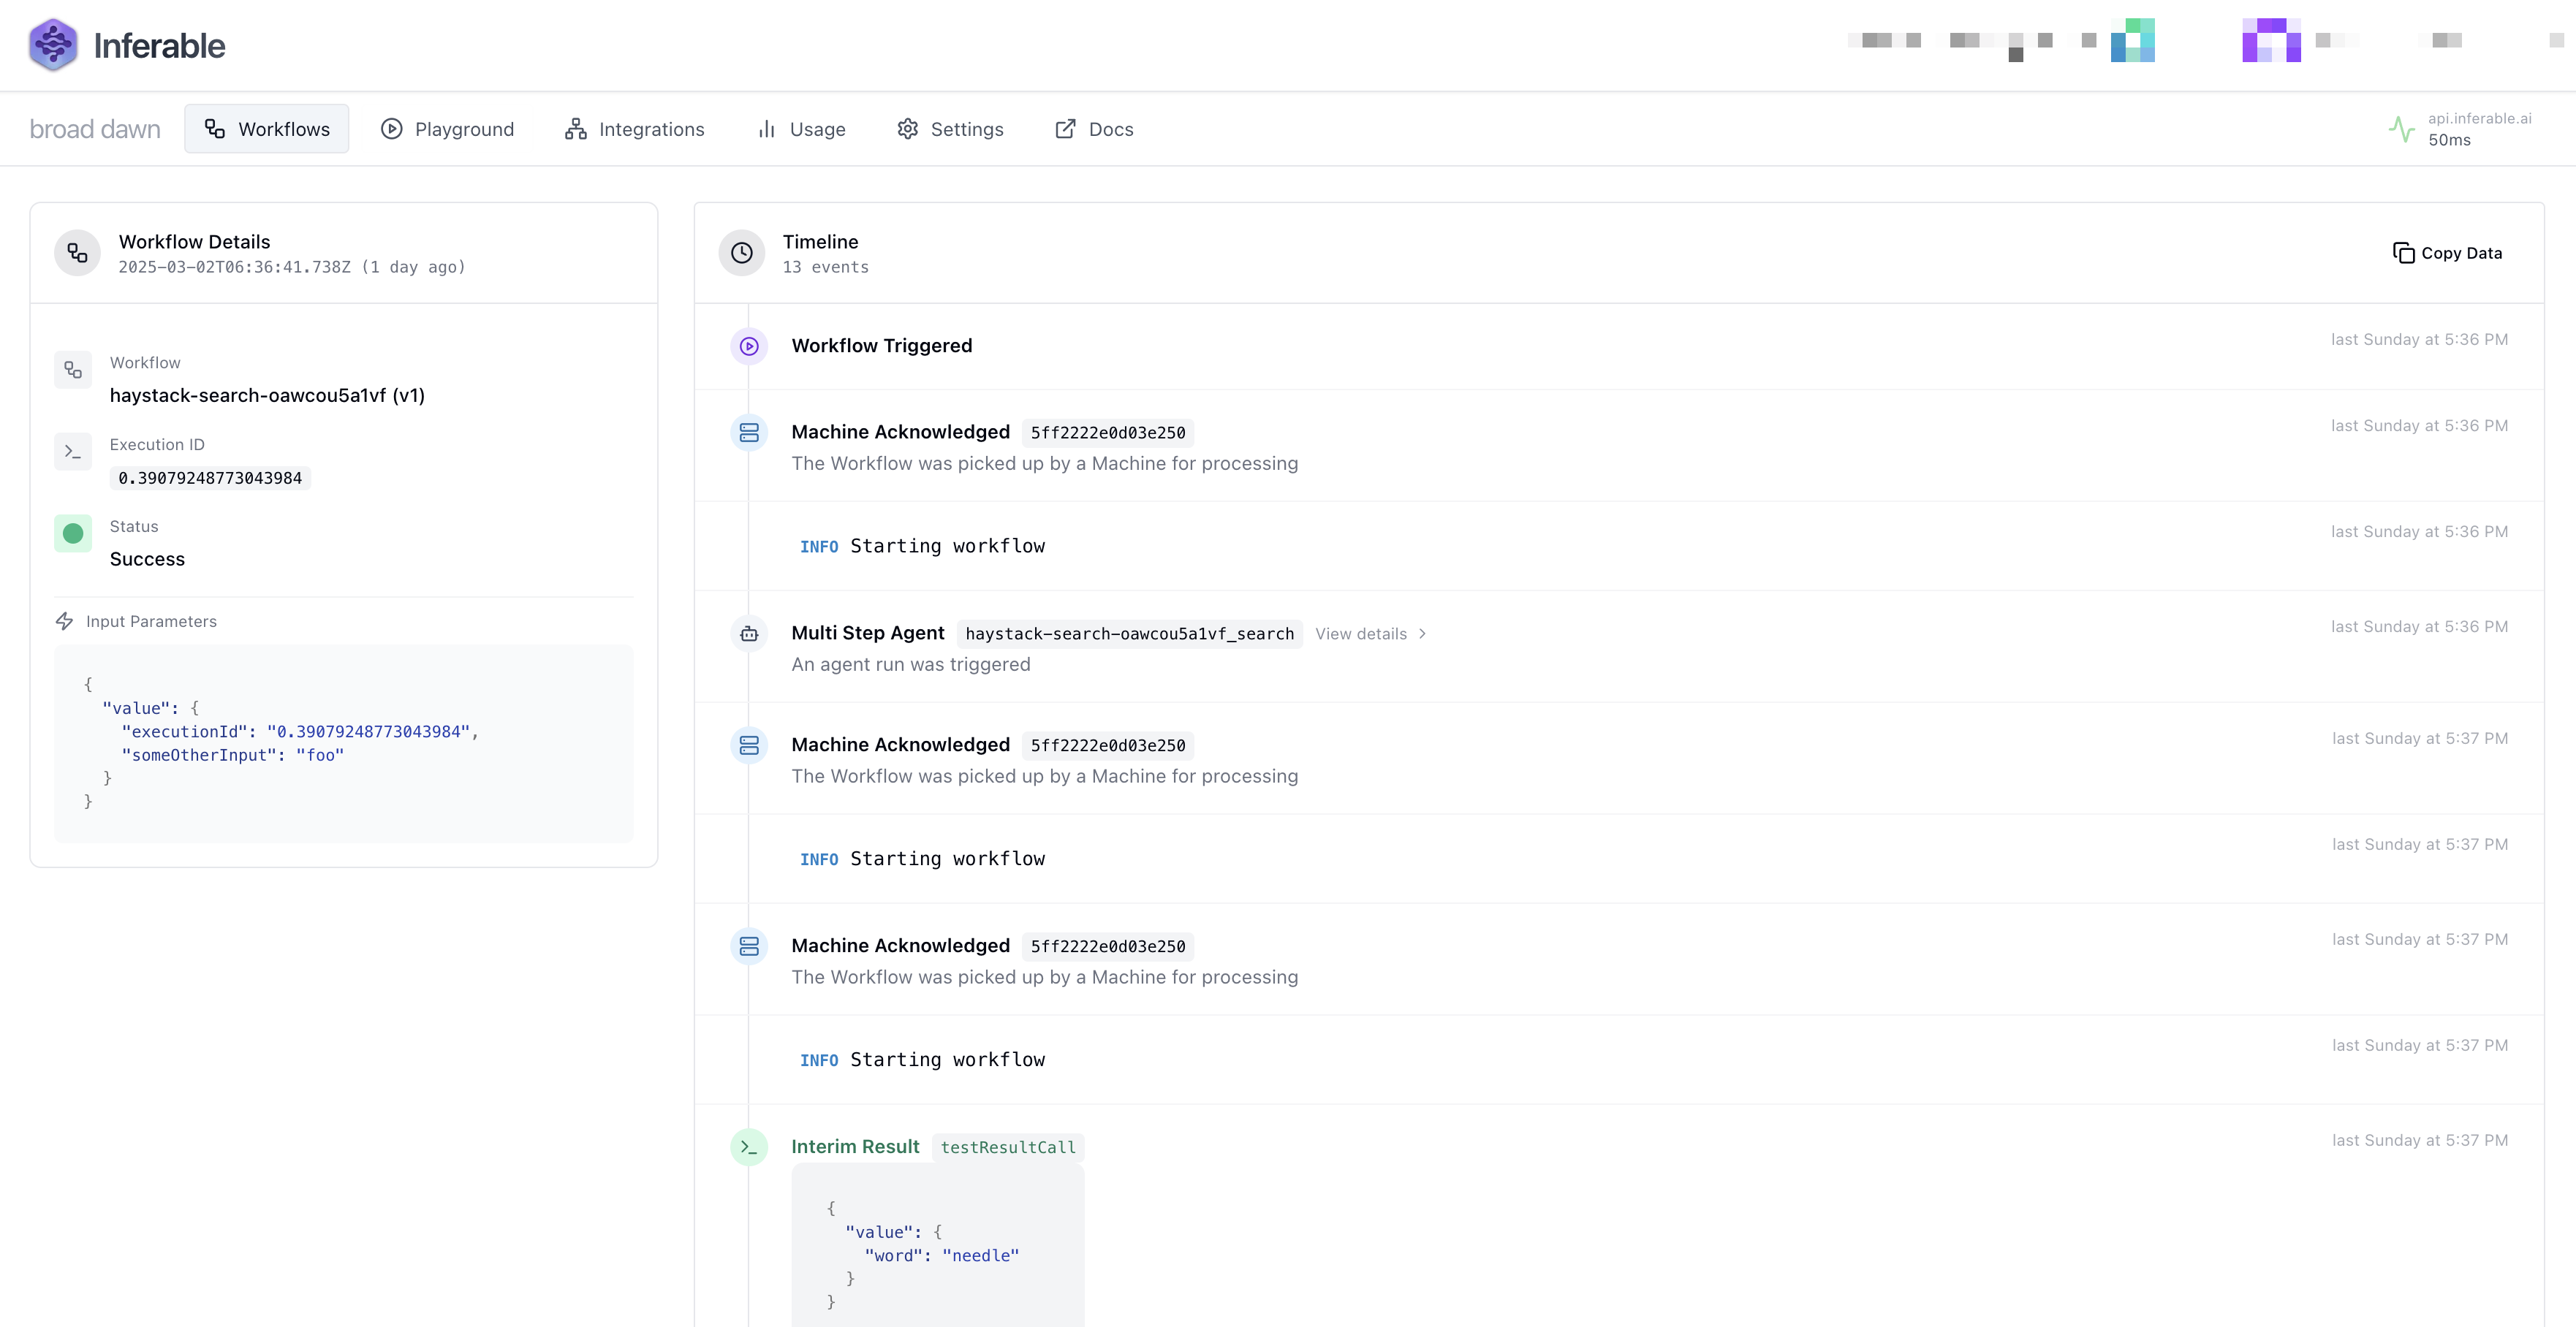 Inferable
broad dawn
Workflows
Playground
Integrations
Usage
Settings
Docs
api.inferable.ai
50ms
Workflow Details
2025-03-02T06:36:41.738Z (1 day ago)
Workflow
haystack-search-oawcou5a1vf (v1)
Execution ID
0.39079248773043984
Status
Success
Input Parameters
{
"value": {
"executionId": "0.39079248773043984",
"someOtherInput": "foo"
}
}
Timeline
13 events
Copy Data
Workflow Triggered
last Sunday at 5:36 PM
Machine Acknowledged 5ff2222e0d03e250
last Sunday at 5:36 PM
The Workflow was picked up by a Machine for processing
INFO Starting workflow
last Sunday at 5:36 PM
Multi Step Agent haystack-search-oawcou5a1vf_search View details
last Sunday at 5:36 PM
An agent run was triggered
Machine Acknowledged 5ff2222e0d03e250
last Sunday at 5:37 PM
The Workflow was picked up by a Machine for processing
INFO Starting workflow
last Sunday at 5:37 PM
Machine Acknowledged 5ff2222e0d03e250
last Sunday at 5:37 PM
The Workflow was picked up by a Machine for processing
INFO Starting workflow
last Sunday at 5:37 PM
Interim Result testResultCall
last Sunday at 5:37 PM
{
"value": {
"word": "needle"
}
}